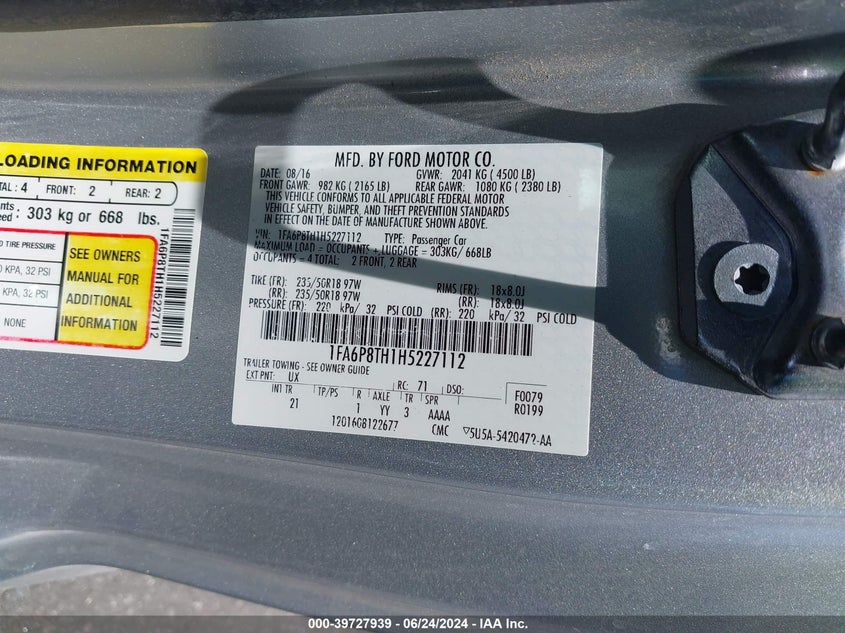 LOADING INFORMATION
TAL : 4 FRONT: 2 REAR: 2
303 kg or 668 lbs.
TIRE PRESSURE
KPA, 32 PSI
KPA, 32 PSI
NONE
SEE OWNERS
MANUAL FOR
ADDITIONAL
INFORMATION
1FA6P8TH1H5227112
MFD. BY FORD MOTOR CO.
DATE: 08/16 GVWR: 2041 KG ( 4500 LB)
FRONT GAWR: 982 KG ( 2165 LB) REAR GAWR: 1080 KG ( 2380 LB)
THIS VEHICLE CONFORMS TO ALL APPLICABLE FEDERAL MOTOR
VEHICLE SAFETY, BUMPER, AND THEFT PREVENTION STANDARDS
IN EFFECT ON THE DATE OF MANUFACTURE SHOWN ABOVE.
VIN: 1FA6P8TH1H5227112 TYPE: Passenger Car
MAXIMUM LOAD = OCCUPANTS + LUGGAGE = 303KG/ 668LB
OCCUPANTS = 4 TOTAL: 2 FRONT, 2 REAR
TIRE (FR): 235/50R18 97W RIMS (FR): 18x8.0J
(RR): 235/50R18 97W (RR): 18x8.0J
PRESSURE (FR): 220 kPa/ 32 PSI COLD (RR): 220 kPa/ 32 PSI COLD
1FA6P8TH1H5227112
TRAILER TOWING - SEE OWNER GUIDE
EXT PNT: UX RC: 71 DSO: F0079
INT TR TP/PS R AXLE TR SPR R0199
21 1 YY 3 AAAA
1201608122677 CMC 5U5A-5420472-AA
000-39727939 / 06/24/2024 / IAA Inc.